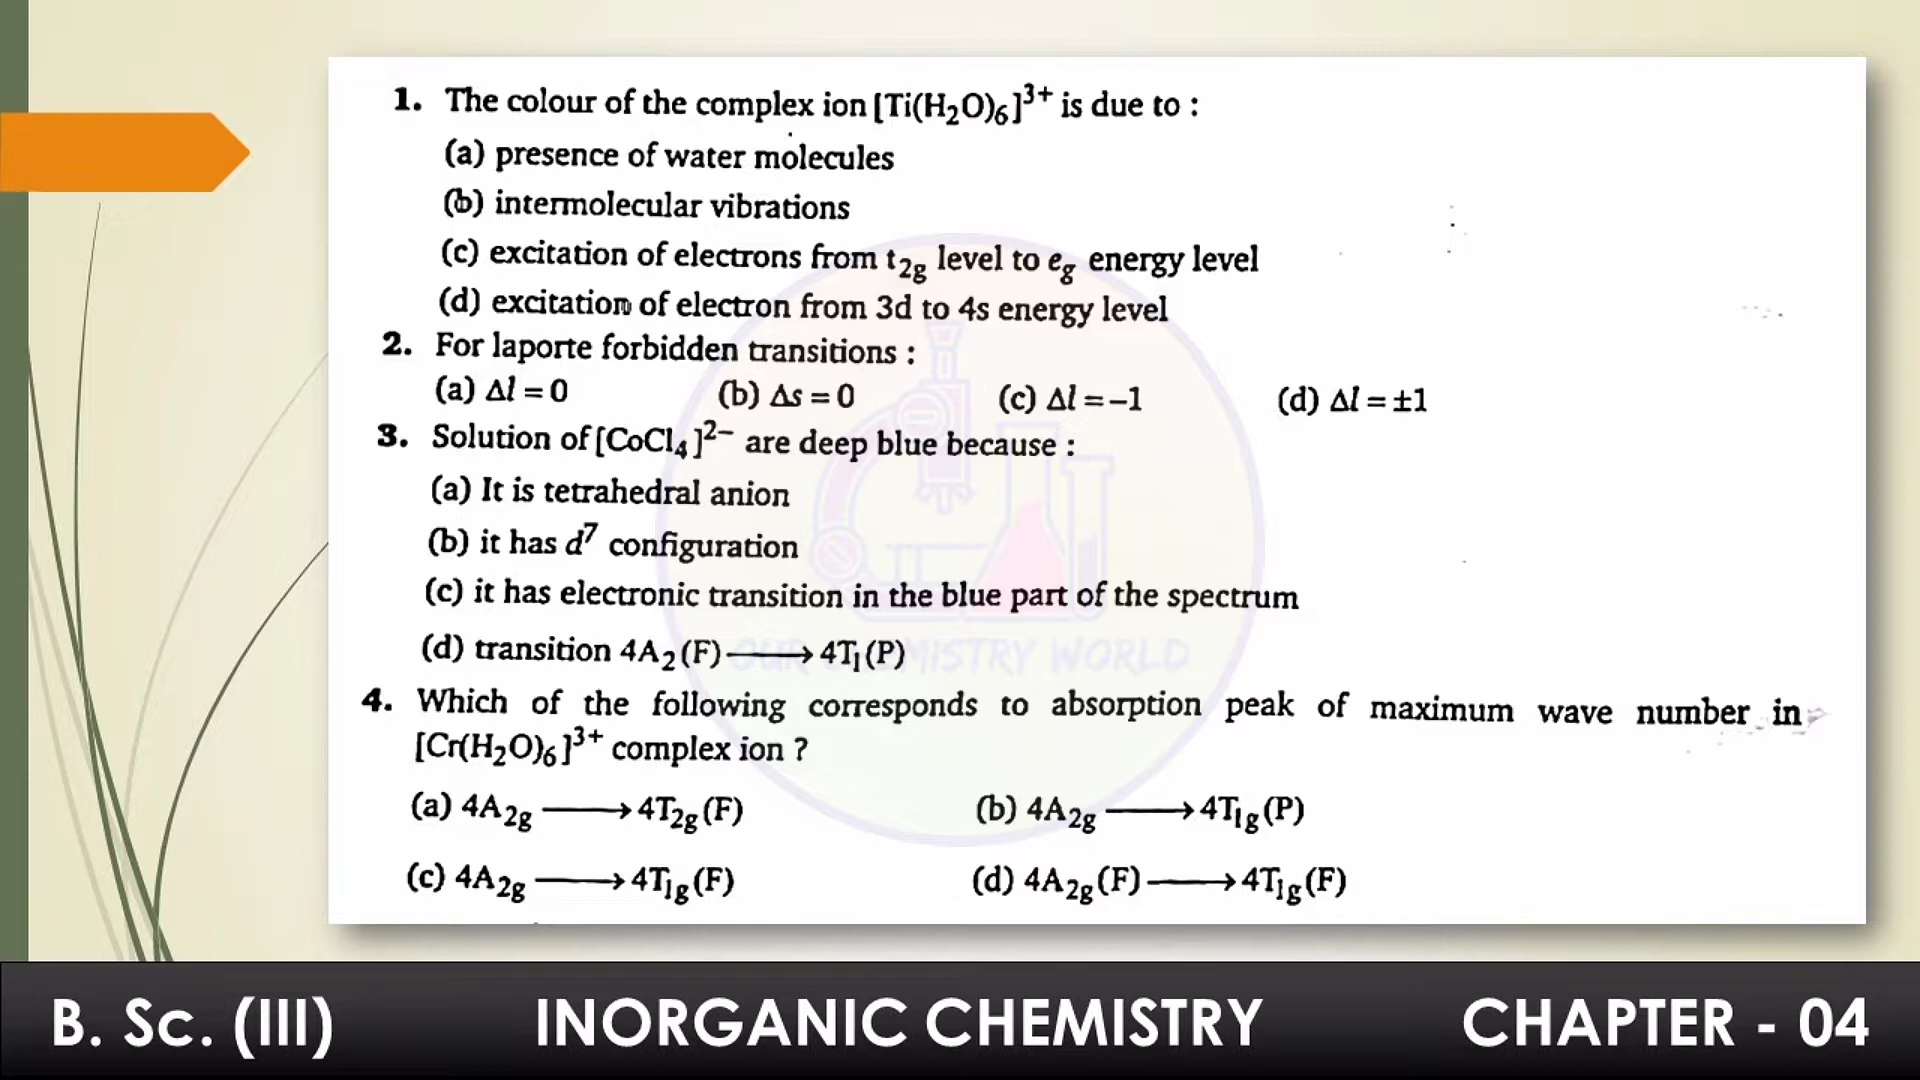 1. The colour of the complex ion [Ti(H₂O)₆]³⁺ is due to :
(a) presence of water molecules
(b) intermolecular vibrations
(c) excitation of electrons from t₂g level to eg energy level
(d) excitation of electron from 3d to 4s energy level
2. For laporte forbidden transitions :
(a) Δl = 0 (b) Δs = 0 (c) Δl = –1 (d) Δl = ±1
3. Solution of [CoCl₄]²⁻ are deep blue because :
(a) It is tetrahedral anion
(b) it has d⁷ configuration
(c) it has electronic transition in the blue part of the spectrum
(d) transition 4A₂(F) ⟶ 4T₁(P)
OUR CHEMISTRY WORLD
4. Which of the following corresponds to absorption peak of maximum wave number in
[Cr(H₂O)₆]³⁺ complex ion ?
(a) 4A₂g ⟶ 4T₂g(F) (b) 4A₂g ⟶ 4T₁g(P)
(c) 4A₂g ⟶ 4T₁g(F) (d) 4A₂g(F) ⟶ 4T₁g(F)
B. Sc. (III) INORGANIC CHEMISTRY CHAPTER - 04